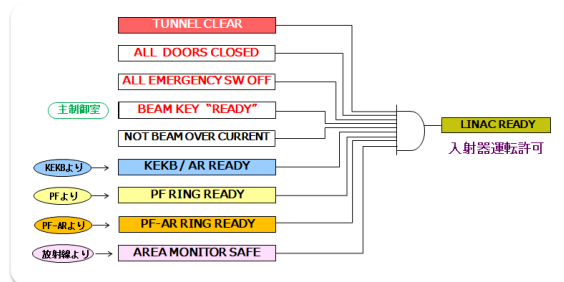 TUNNEL CLEAR
ALL DOORS CLOSED
ALL EMERGENCY SW OFF
主制御室
BEAM KEY “READY”
NOT BEAM OVER CURRENT
LINAC READY
入射器運転許可
KEKBより
KEKB / AR READY
PFより
PF RING READY
PF-ARより
PF-AR RING READY
放射線より
AREA MONITOR SAFE